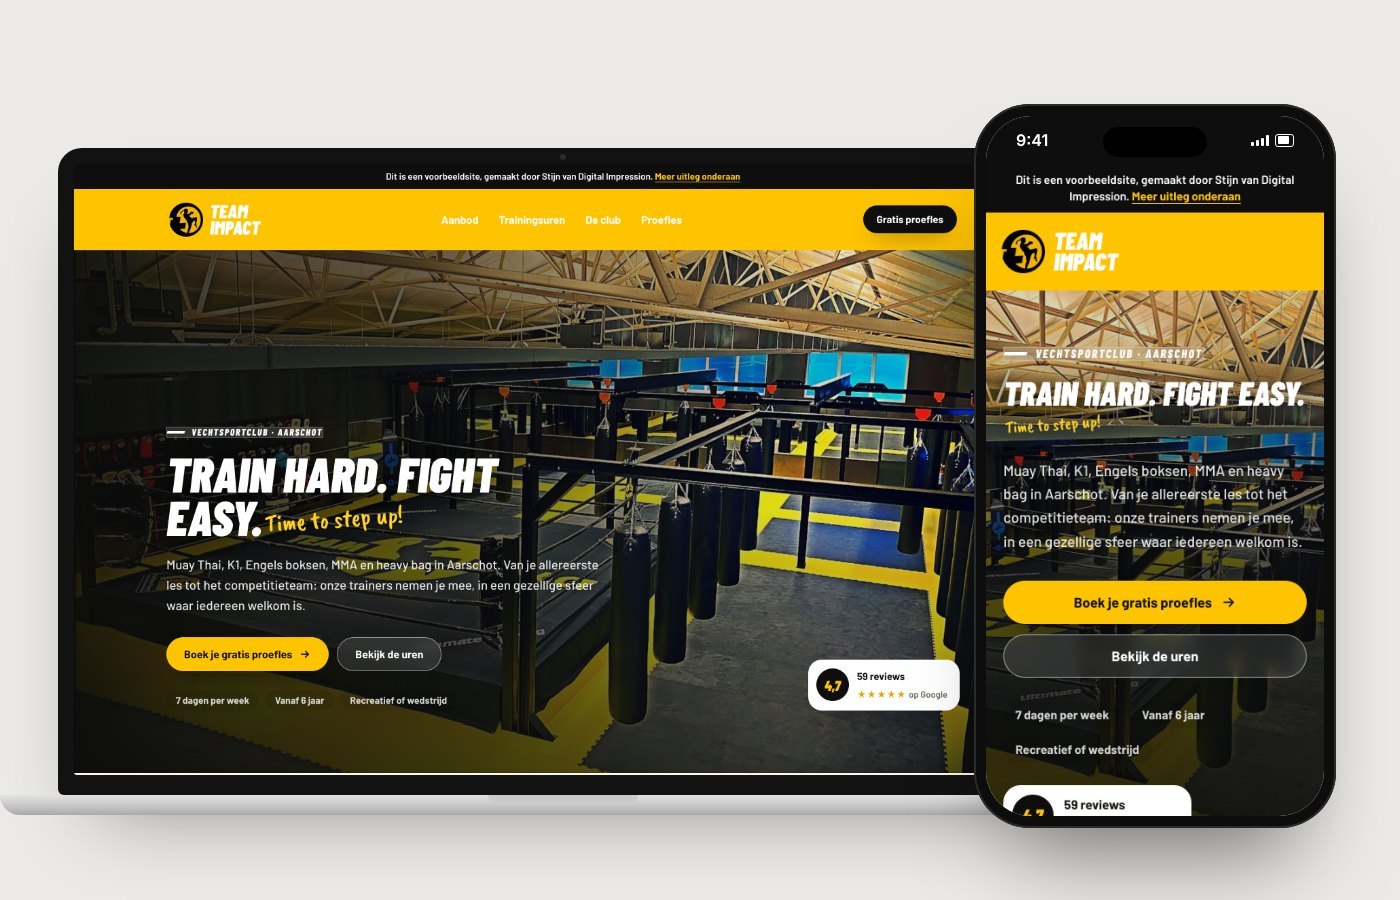 Dit is een voorbeeldsite, gemaakt door Stijn van Digital Impression. Meer uitleg onderaan
TEAM
IMPACT
Aanbod Trainingsuren De club Proefles
Gratis proefles
VECHTSPORTCLUB · AARSCHOT
TRAIN HARD. FIGHT
EASY. Time to step up!
Muay Thai, K1, Engels boksen, MMA en heavy bag in Aarschot. Van je allereerste
les tot het competitieteam: onze trainers nemen je mee, in een gezellige sfeer
waar iedereen welkom is.
Boek je gratis proefles →
Bekijk de uren
7 dagen per week Vanaf 6 jaar Recreatief of wedstrijd
4,7
59 reviews
★★★★★ op Google
9:41
Dit is een voorbeeldsite, gemaakt door Stijn van Digital
Impression. Meer uitleg onderaan
TEAM
IMPACT
VECHTSPORTCLUB · AARSCHOT
TRAIN HARD. FIGHT EASY.
Time to step up!
Muay Thai, K1, Engels boksen, MMA en heavy
bag in Aarschot. Van je allereerste les tot het
competitieteam: onze trainers nemen je mee,
in een gezellige sfeer waar iedereen welkom is.
Boek je gratis proefles →
Bekijk de uren
Ultimate
7 dagen per week Vanaf 6 jaar
Recreatief of wedstrijd
4,7
59 reviews